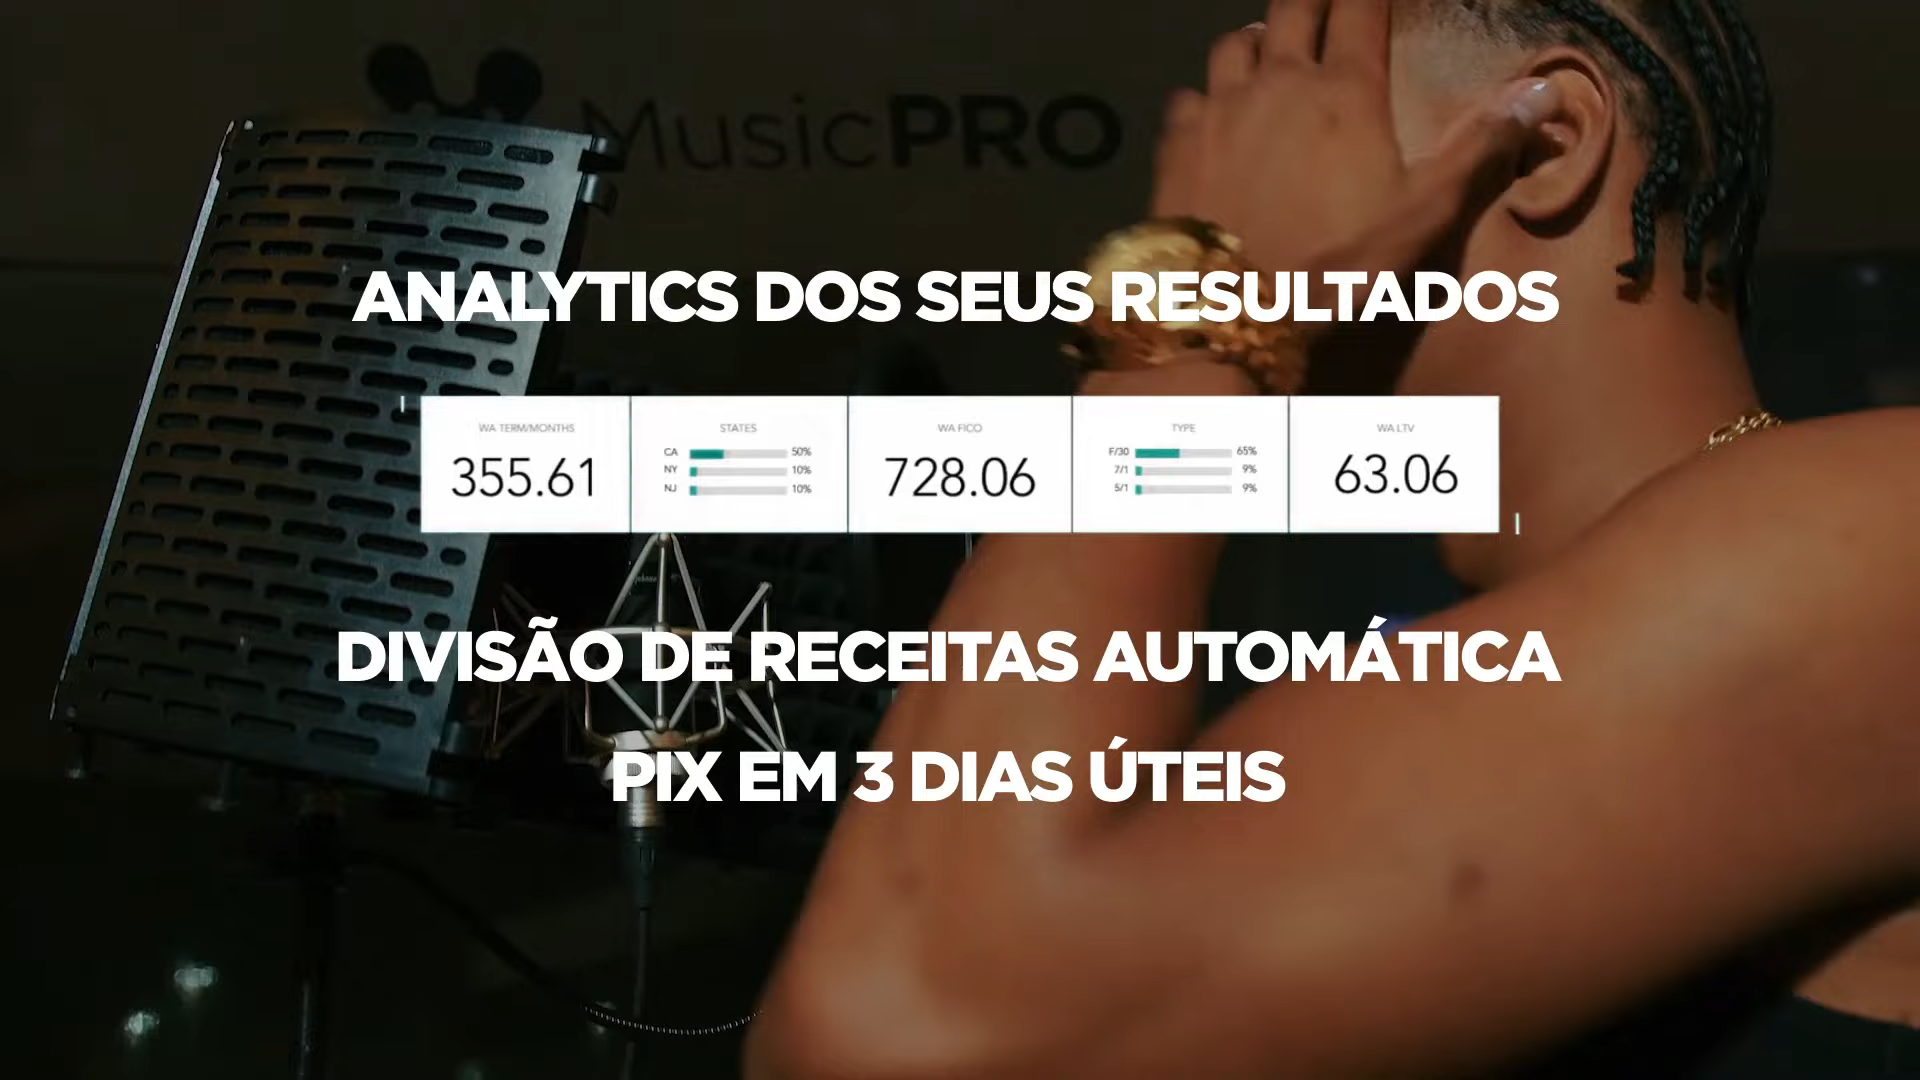 MusicPRO
ANALYTICS DOS SEUS RESULTADOS
WA TERM/MONTHS
355.61
STATES
CA 50%
NY 10%
NJ 10%
WA FICO
728.06
TYPE
F/30 65%
7/1 9%
5/1 9%
WA LTV
63.06
DIVISÃO DE RECEITAS AUTOMÁTICA
PIX EM 3 DIAS ÚTEIS